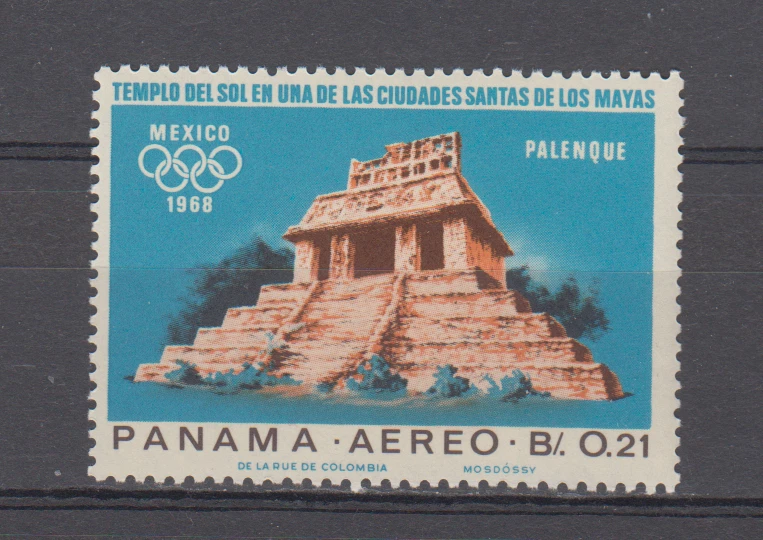 TEMPLO DEL SOL EN UNA DE LAS CIUDADES SANTAS DE LOS MAYAS
MEXICO
1968
PALENQUE
PANAMA · AEREO · B/. 0.21
DE LA RUE DE COLOMBIA MOSDÓSSY